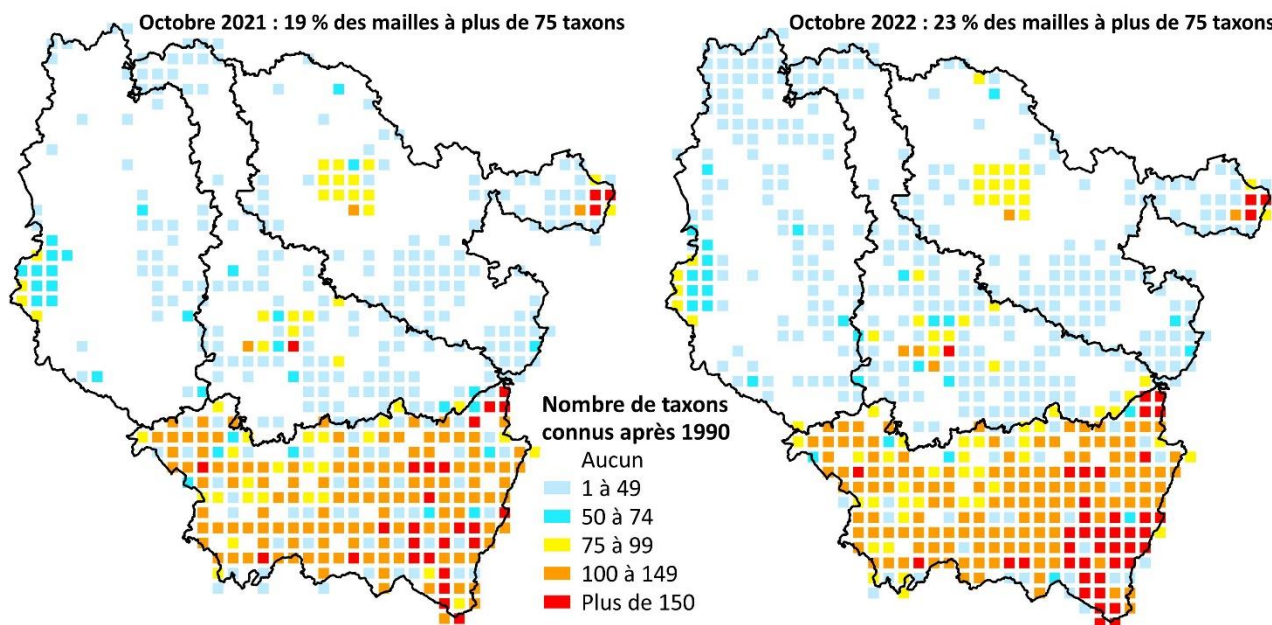 Octobre 2021 : 19 % des mailles à plus de 75 taxons
Octobre 2022 : 23 % des mailles à plus de 75 taxons
Nombre de taxons
connus après 1990
Aucun
1 à 49
50 à 74
75 à 99
100 à 149
Plus de 150